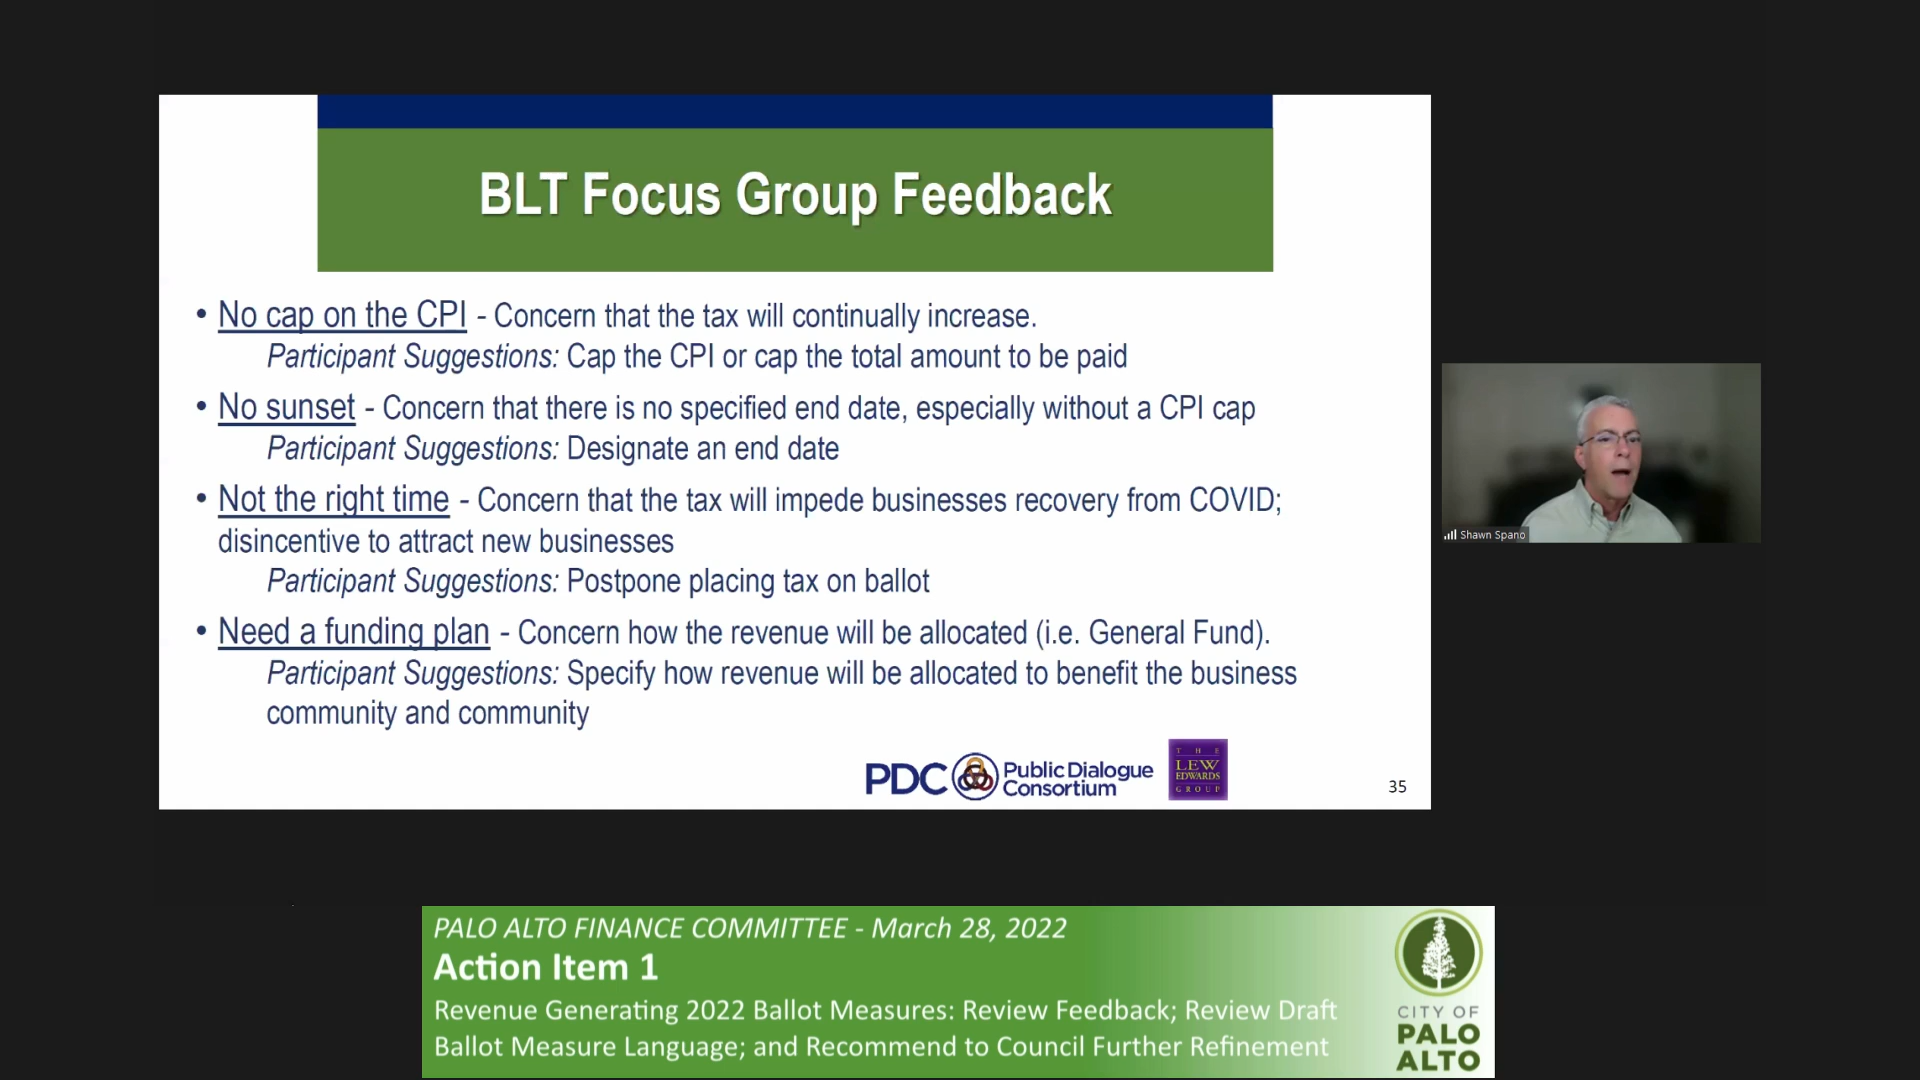 BLT Focus Group Feedback
• No cap on the CPI - Concern that the tax will continually increase.
Participant Suggestions: Cap the CPI or cap the total amount to be paid
• No sunset - Concern that there is no specified end date, especially without a CPI cap
Participant Suggestions: Designate an end date
• Not the right time - Concern that the tax will impede businesses recovery from COVID;
disincentive to attract new businesses
Participant Suggestions: Postpone placing tax on ballot
• Need a funding plan - Concern how the revenue will be allocated (i.e. General Fund).
Participant Suggestions: Specify how revenue will be allocated to benefit the business
community and community
PDC Public Dialogue
Consortium
THE
LEW
EDWARDS
GROUP
35
Shawn Spano
PALO ALTO FINANCE COMMITTEE - March 28, 2022
Action Item 1
Revenue Generating 2022 Ballot Measures: Review Feedback; Review Draft
Ballot Measure Language; and Recommend to Council Further Refinement
CITY OF
PALO
ALTO